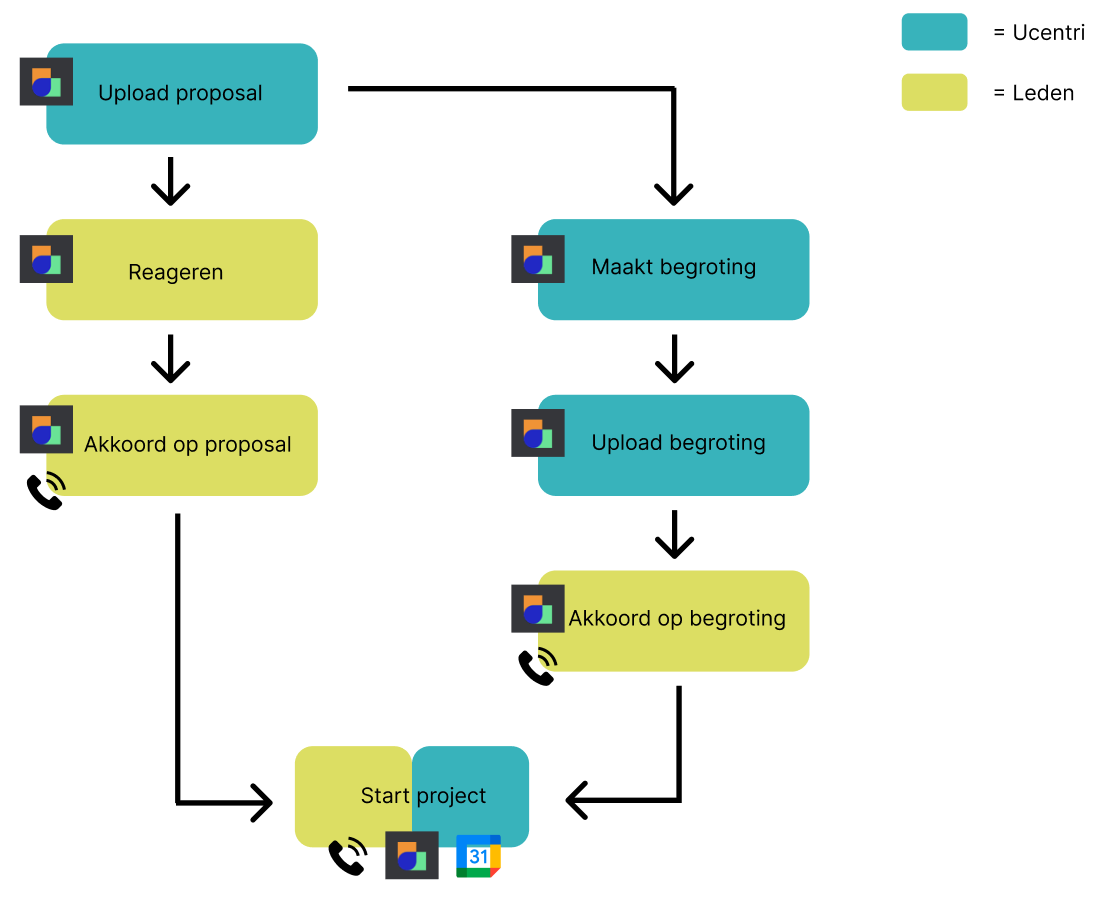 = Ucentri
Upload proposal
= Leden
Reageren
Maakt begroting
Akkoord op proposal
Upload begroting
Akkoord op begroting
Start project
31